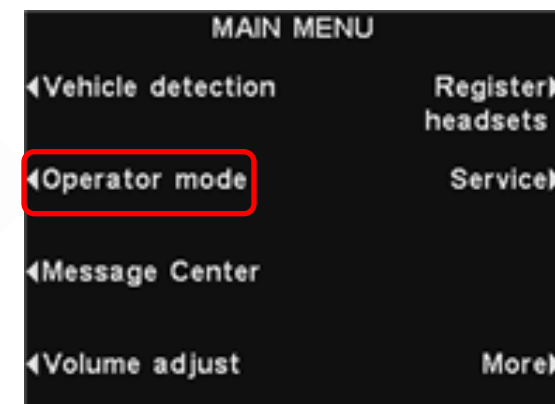 MAIN MENU
Vehicle detection
Register
headsets
Operator mode
Service
Message Center
Volume adjust
More